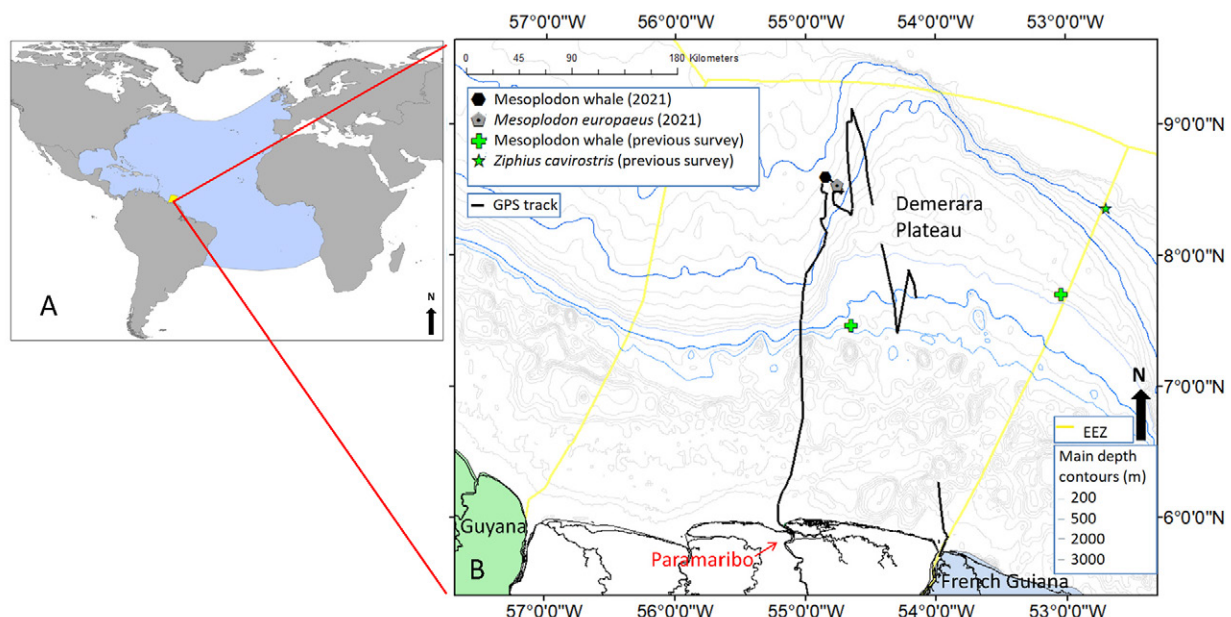 57°0'0"W 56°0'0"W 55°0'0"W 54°0'0"W 53°0'0"W
0 45 90 180 Kilometers
Mesoplodon whale (2021)
Mesoplodon europaeus (2021)
Mesoplodon whale (previous survey)
Ziphius cavirostris (previous survey)
GPS track
9°0'0"N
Demerara
Plateau
8°0'0"N
A
N
N
7°0'0"N
EEZ
Main depth
contours (m)
200
500
2000
3000
6°0'0"N
Guyana
B
Paramaribo
French Guiana
57°0'0"W 56°0'0"W 55°0'0"W 54°0'0"W 53°0'0"W